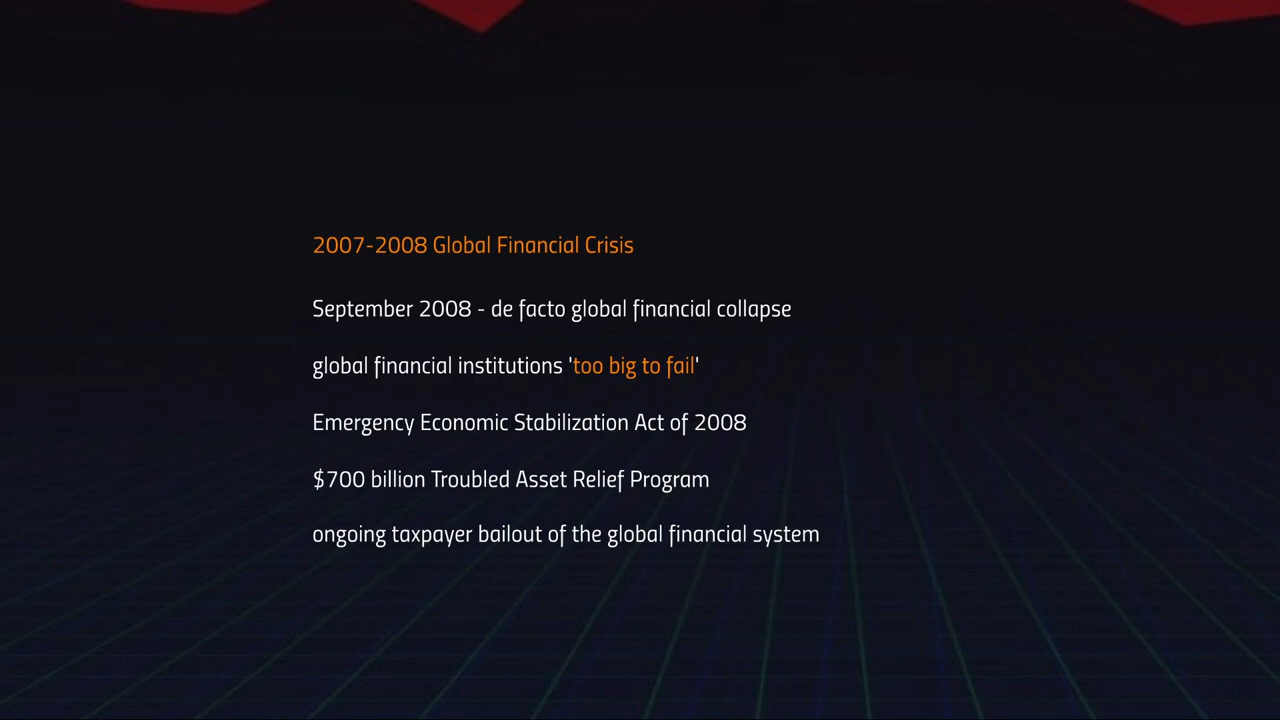 2007-2008 Global Financial Crisis
September 2008 - de facto global financial collapse
global financial institutions 'too big to fail'
Emergency Economic Stabilization Act of 2008
$700 billion Troubled Asset Relief Program
ongoing taxpayer bailout of the global financial system